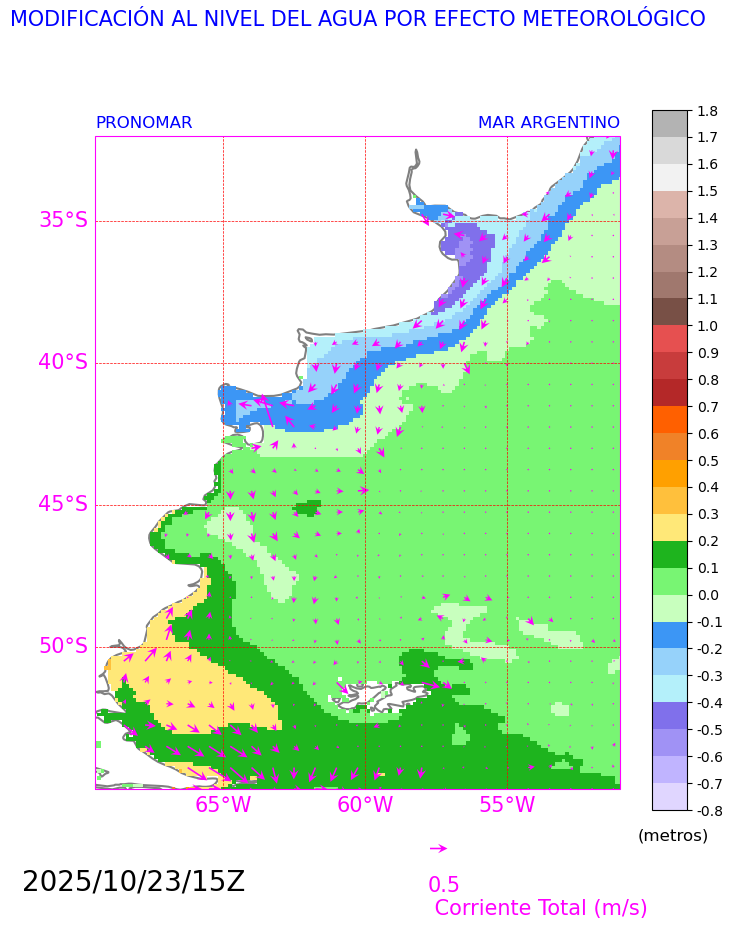 MODIFICACIÓN AL NIVEL DEL AGUA POR EFECTO METEOROLÓGICO
PRONOMAR MAR ARGENTINO
35°S
40°S
45°S
50°S
65°W 60°W 55°W
1.8
1.7
1.6
1.5
1.4
1.3
1.2
1.1
1.0
0.9
0.8
0.7
0.6
0.5
0.4
0.3
0.2
0.1
0.0
-0.1
-0.2
-0.3
-0.4
-0.5
-0.6
-0.7
-0.8
(metros)
2025/10/23/15Z
0.5
Corriente Total (m/s)